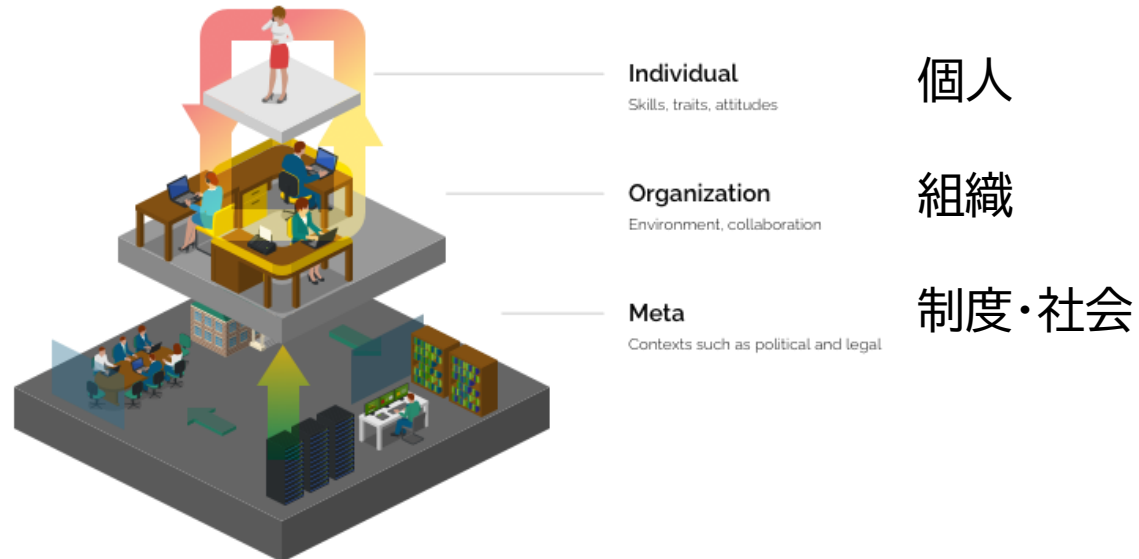 Individual
個人
Skills, traits, attitudes
Organization
組織
Environment, collaboration
Meta
制度・社会
Contexts such as political and legal